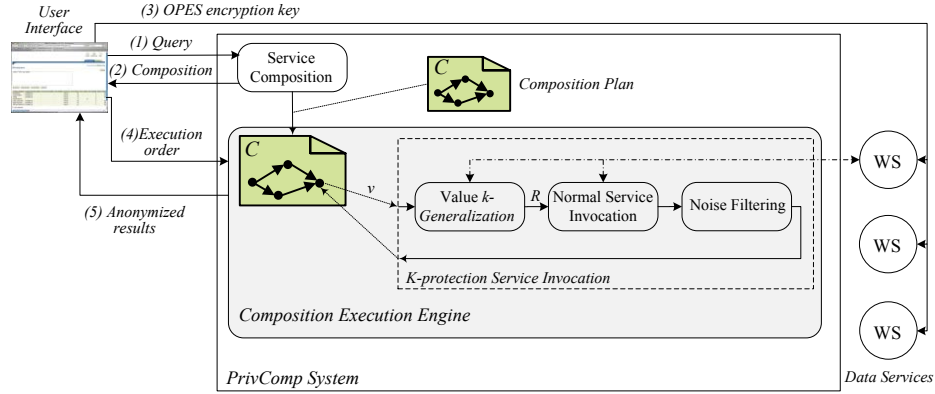 User
Interface
(3) OPES encryption key
(1) Query
(2) Composition
Service
Composition
C
Composition Plan
(4)Execution
order
C
v
Value k-
Generalization
R
Normal Service
Invocation
Noise Filtering
WS
(5) Anonymized
results
K-protection Service Invocation
WS
Composition Execution Engine
WS
PrivComp System
Data Services